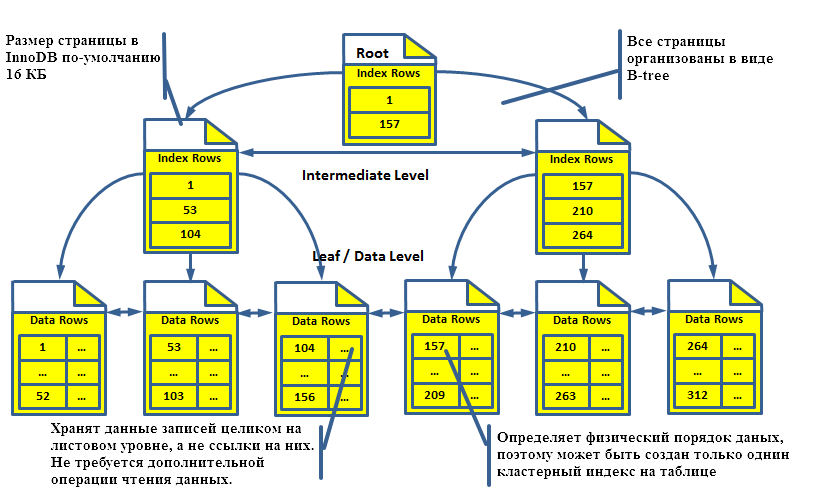 Размер страницы в
InnoDB по-умолчанию
16 КБ
Все страницы
организованы в виде
B-tree
Root
Index Rows
1
157
Index Rows
1
53
104
Intermediate Level
Index Rows
157
210
264
Leaf / Data Level
Data Rows
1 ...
... ...
52 ...
Data Rows
53 ...
... ...
103 ...
Data Rows
104 ...
... ...
156 ...
Data Rows
157 ...
... ...
209 ...
Data Rows
210 ...
... ...
263 ...
Data Rows
264 ...
... ...
312 ...
Хранят данные записей целиком на
листовом уровне, а не ссылки на них.
Не требуется дополнительной
операции чтения данных.
Определяет физический порядок даных,
поэтому может быть создан только однин
кластерный индекс на таблице